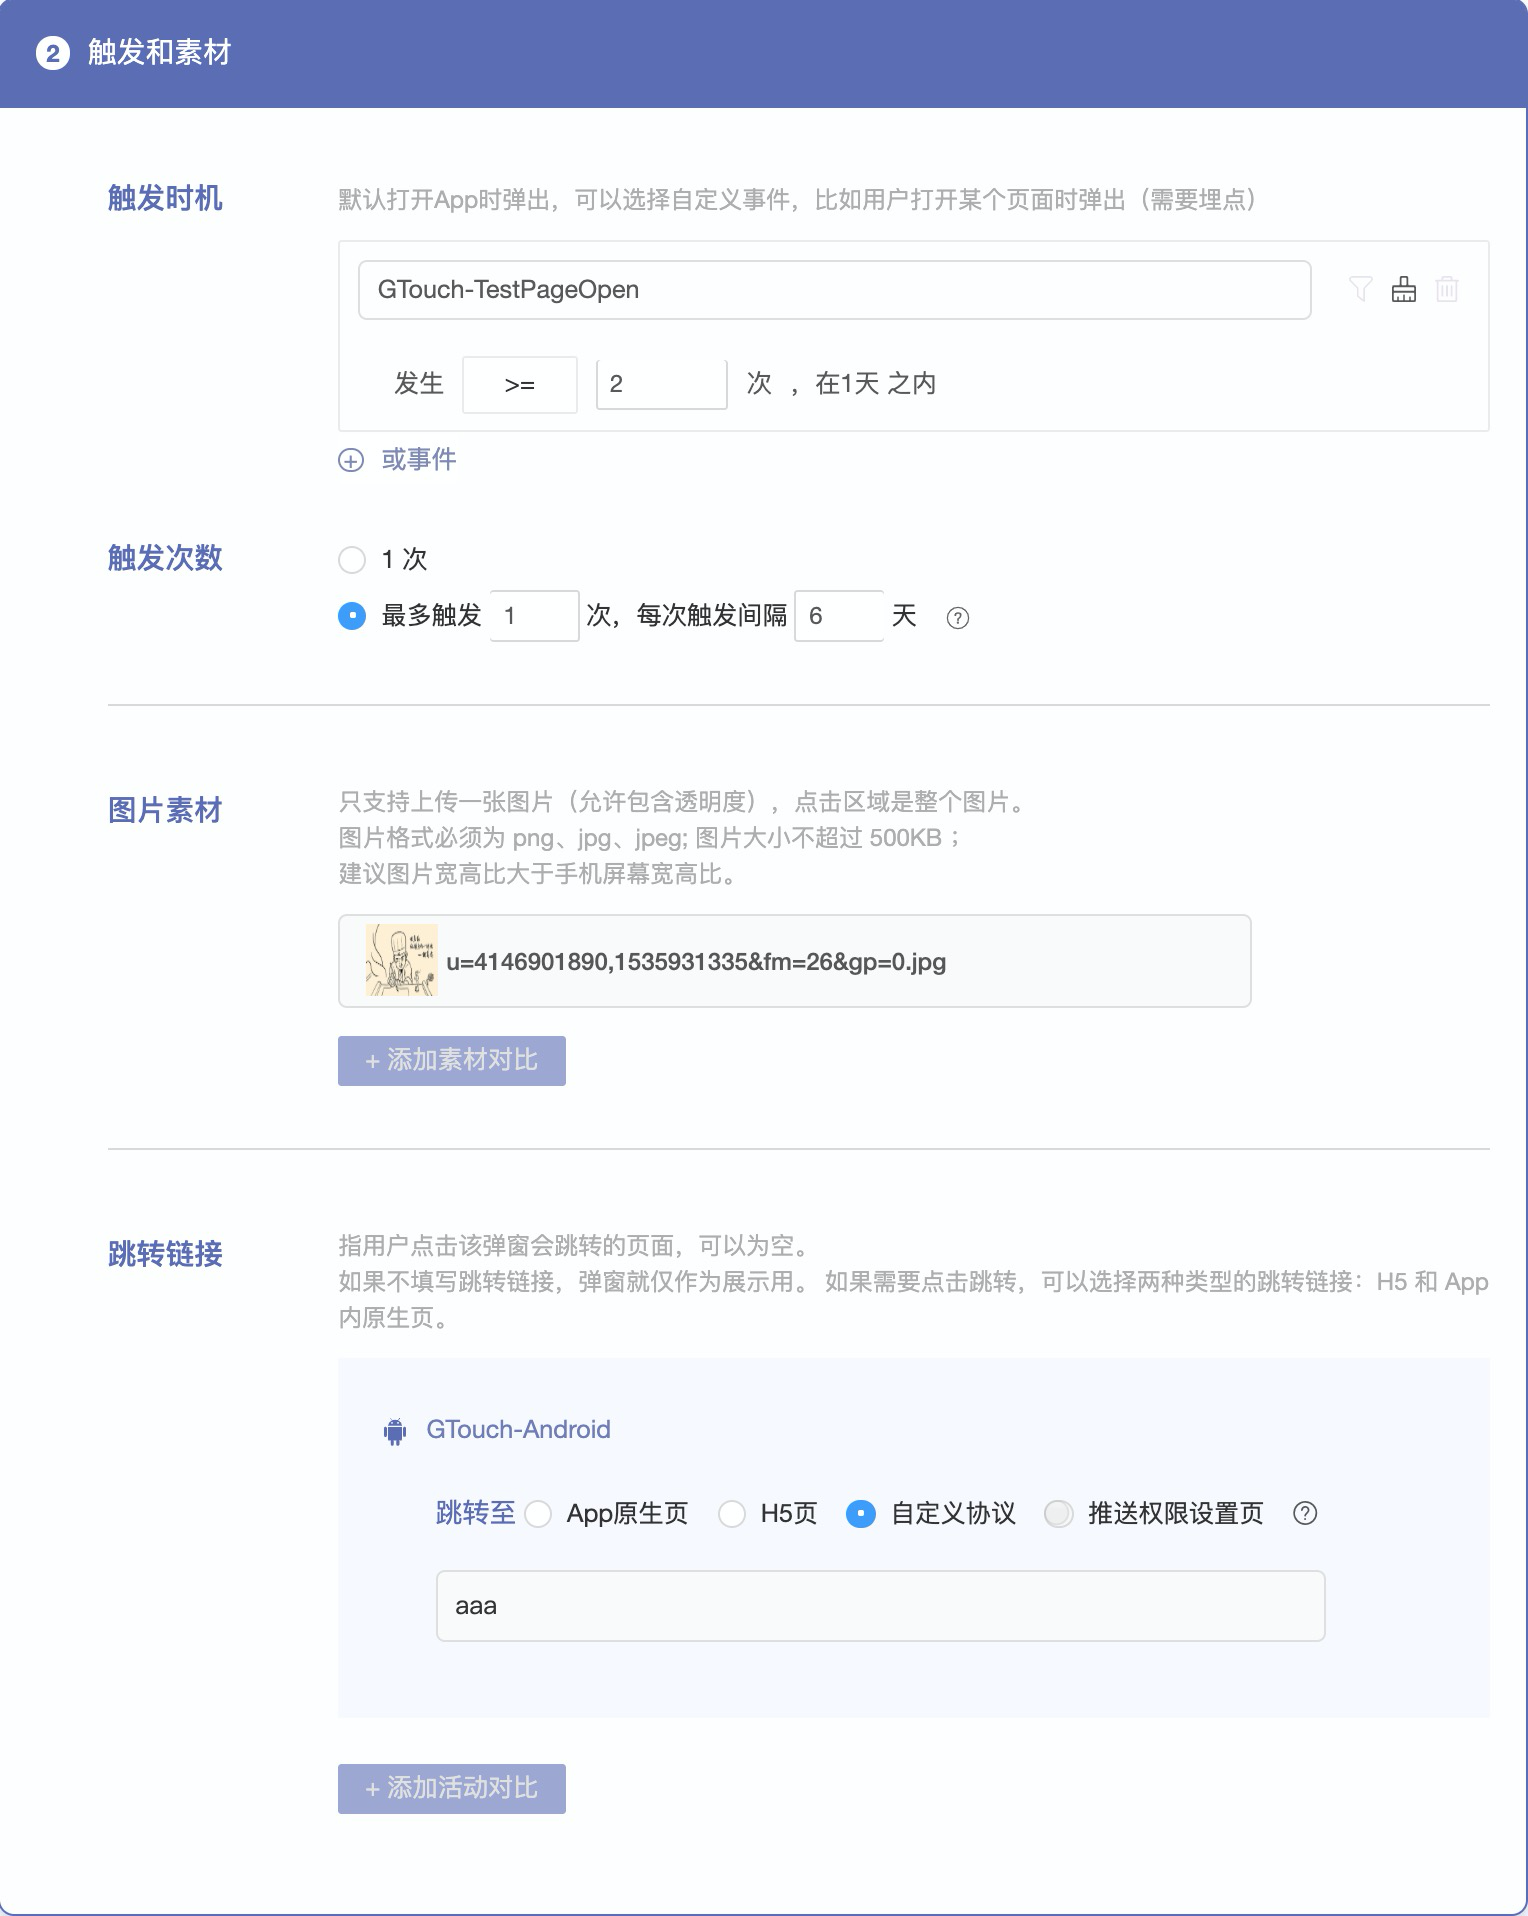 2 触发和素材
触发时机
默认打开App时弹出，可以选择自定义事件，比如用户打开某个页面时弹出（需要埋点）
GTouch-TestPageOpen
发生 >= 2 次 ，在1天 之内
或事件
触发次数
1 次
最多触发 1 次，每次触发间隔 6 天 ?
图片素材
只支持上传一张图片（允许包含透明度），点击区域是整个图片。
图片格式必须为 png、jpg、jpeg; 图片大小不超过 500KB ；
建议图片宽高比大于手机屏幕宽高比。
u=4146901890,1535931335&fm=26&gp=0.jpg
+ 添加素材对比
跳转链接
指用户点击该弹窗会跳转的页面，可以为空。
如果不填写跳转链接，弹窗就仅作为展示用。 如果需要点击跳转，可以选择两种类型的跳转链接：H5 和 App
内原生页。
GTouch-Android
跳转至 App原生页 H5页 自定义协议 推送权限设置页 ?
aaa
+ 添加活动对比